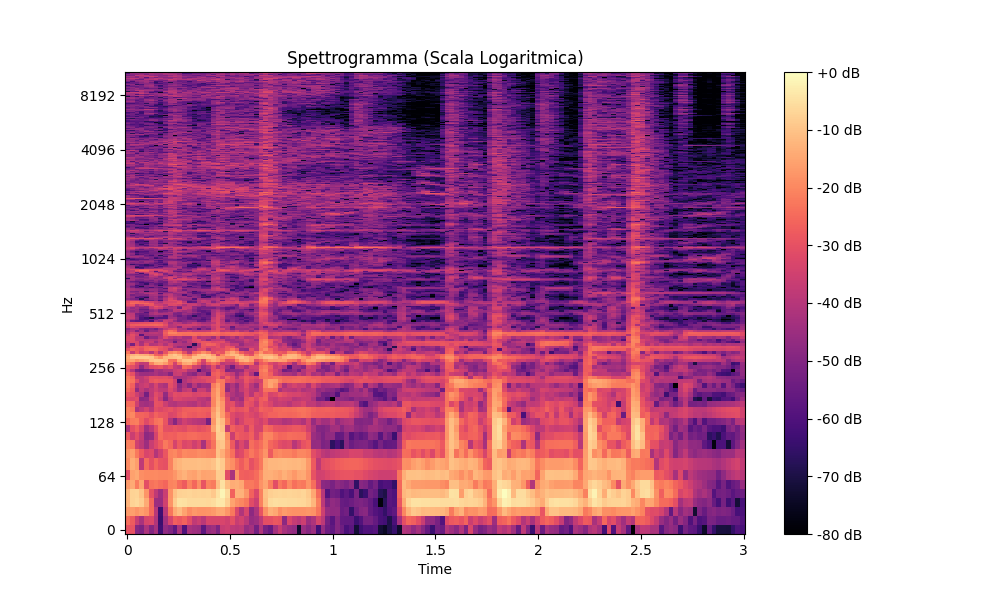 Spettrogramma (Scala Logaritmica)
Hz
8192
4096
2048
1024
512
256
128
64
0
0
0.5
1
1.5
2
2.5
3
Time
+0 dB
-10 dB
-20 dB
-30 dB
-40 dB
-50 dB
-60 dB
-70 dB
-80 dB